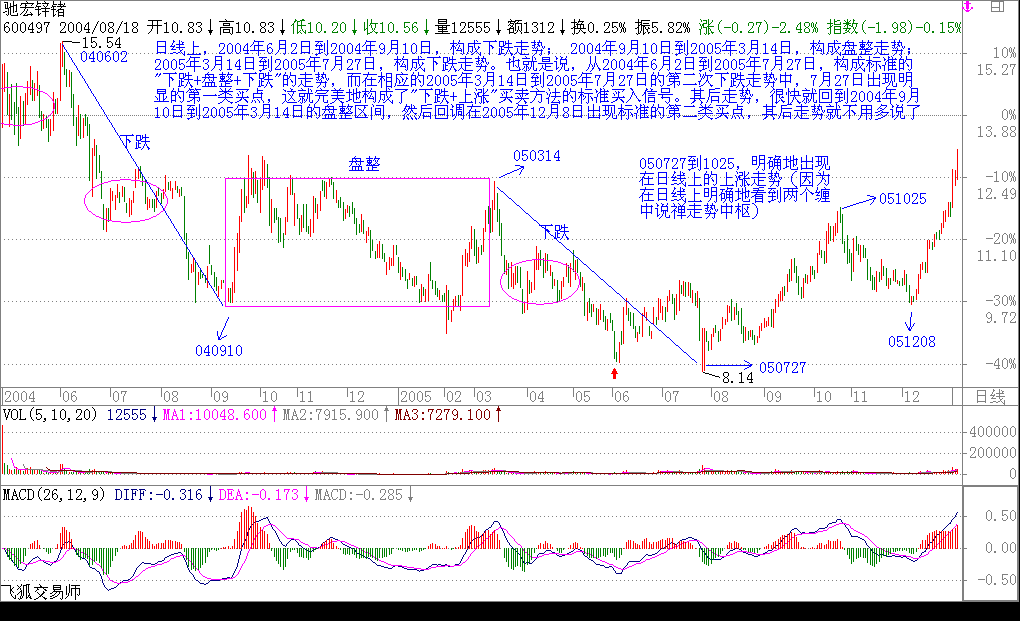 驰宏锌锗
600497 2004/08/18 开10.83↓高10.83↓低10.20↓收10.56↓量12555↓额1312↓换0.25% 振5.82% 涨(-0.27)-2.48% 指数(-1.98)-0.15%
15.54
040602
日线上，2004年6月2日到2004年9月10日，构成下跌走势； 2004年9月10日到2005年3月14日，构成盘整走势；
2005年3月14日到2005年7月27日，构成下跌走势。也就是说，从2004年6月2日到2005年7月27日，构成标准的
"下跌+盘整+下跌"的走势，而在相应的2005年3月14日到2005年7月27日的第二次下跌走势中，7月27日出现明
显的第一类买点，这就完美地构成了"下跌+上涨"买卖方法的标准买入信号。其后走势，很快就回到2004年9月
10日到2005年3月14日的盘整区间，然后回调在2005年12月8日出现标准的第二类买点，其后走势就不用多说了
10%
15.27
0%
13.88
-10%
12.49
-20%
11.10
-30%
9.72
-40%
下跌
盘整
050314
下跌
050727到1025，明确地出现
在日线上的上涨走势（因为
在日线上明确地看到两个缠
中说禅走势中枢）
051025
040910
051208
050727
8.14
2004 06 07 08 09 10 11 12 2005 02 03 04 05 06 07 08 09 10 11 12 日线
VOL(5,10,20) 12555↓MA1:10048.600↑MA2:7915.900↑MA3:7279.100↑
400000
200000
0
MACD(26,12,9) DIFF:-0.316↓DEA:-0.173↓MACD:-0.285↓
0.50
0.00
-0.50
飞狐交易师